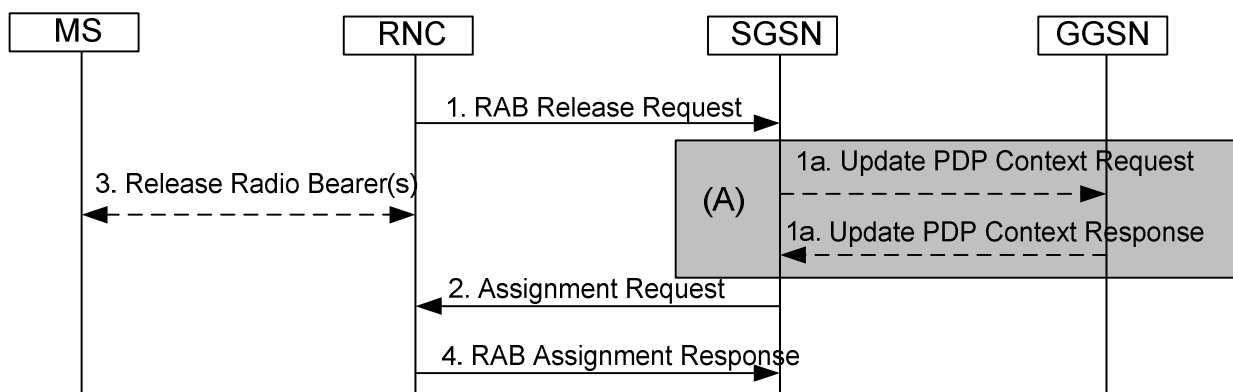 MS
RNC
SGSN
GGSN
1. RAB Release Request
1a. Update PDP Context Request
3. Release Radio Bearer(s)
(A)
1a. Update PDP Context Response
2. Assignment Request
4. RAB Assignment Response